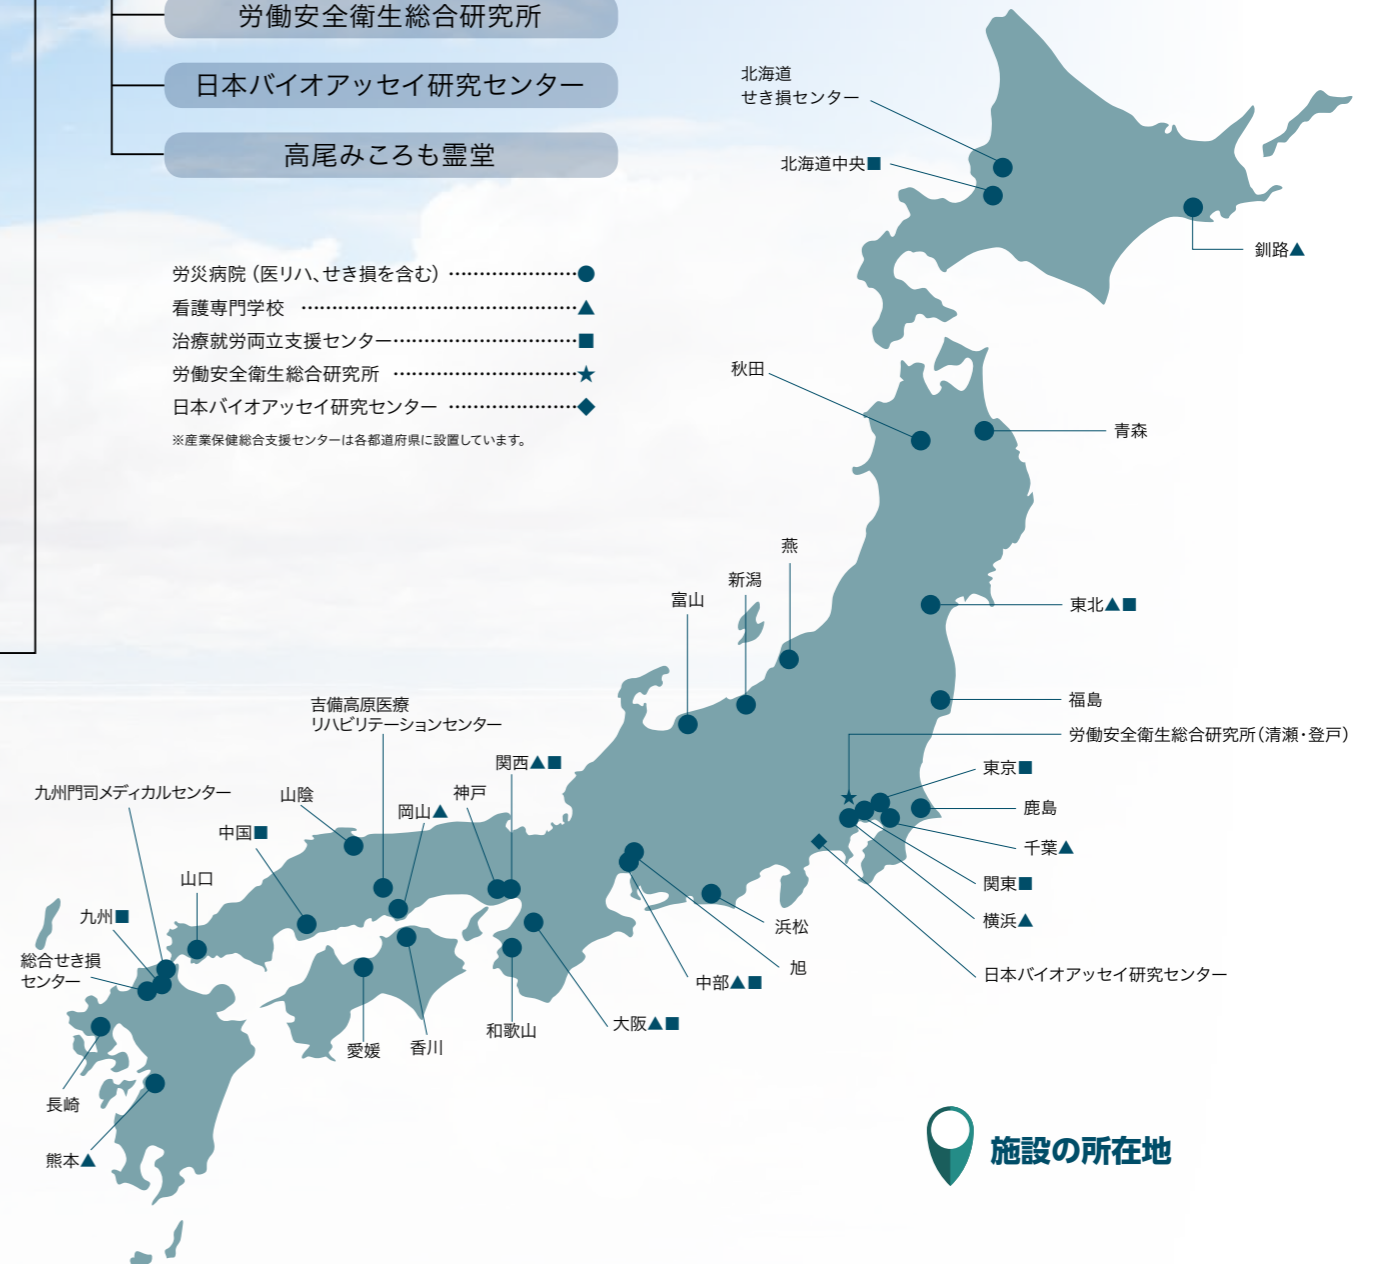 労働安全衛生総合研究所
日本バイオアッセイ研究センター
高尾みころも霊堂
労災病院（医リハ、せき損を含む）…………………●
看護専門学校 ………………………………………▲
治療就労両立支援センター…………………………■
労働安全衛生総合研究所 …………………………★
日本バイオアッセイ研究センター …………………◆
※産業保健総合支援センターは各都道府県に設置しています。
北海道
せき損センター
北海道中央■
釧路▲
秋田
青森
燕
新潟
富山
東北▲■
福島
労働安全衛生総合研究所（清瀬・登戸）
東京■
鹿島
千葉▲
関東■
横浜▲
日本バイオアッセイ研究センター
浜松
旭
中部▲■
大阪▲■
和歌山
吉備高原医療
リハビリテーションセンター
関西▲■
神戸
岡山▲
山陰
中国■
九州門司メディカルセンター
山口
九州■
総合せき損
センター
愛媛
香川
長崎
熊本▲
施設の所在地